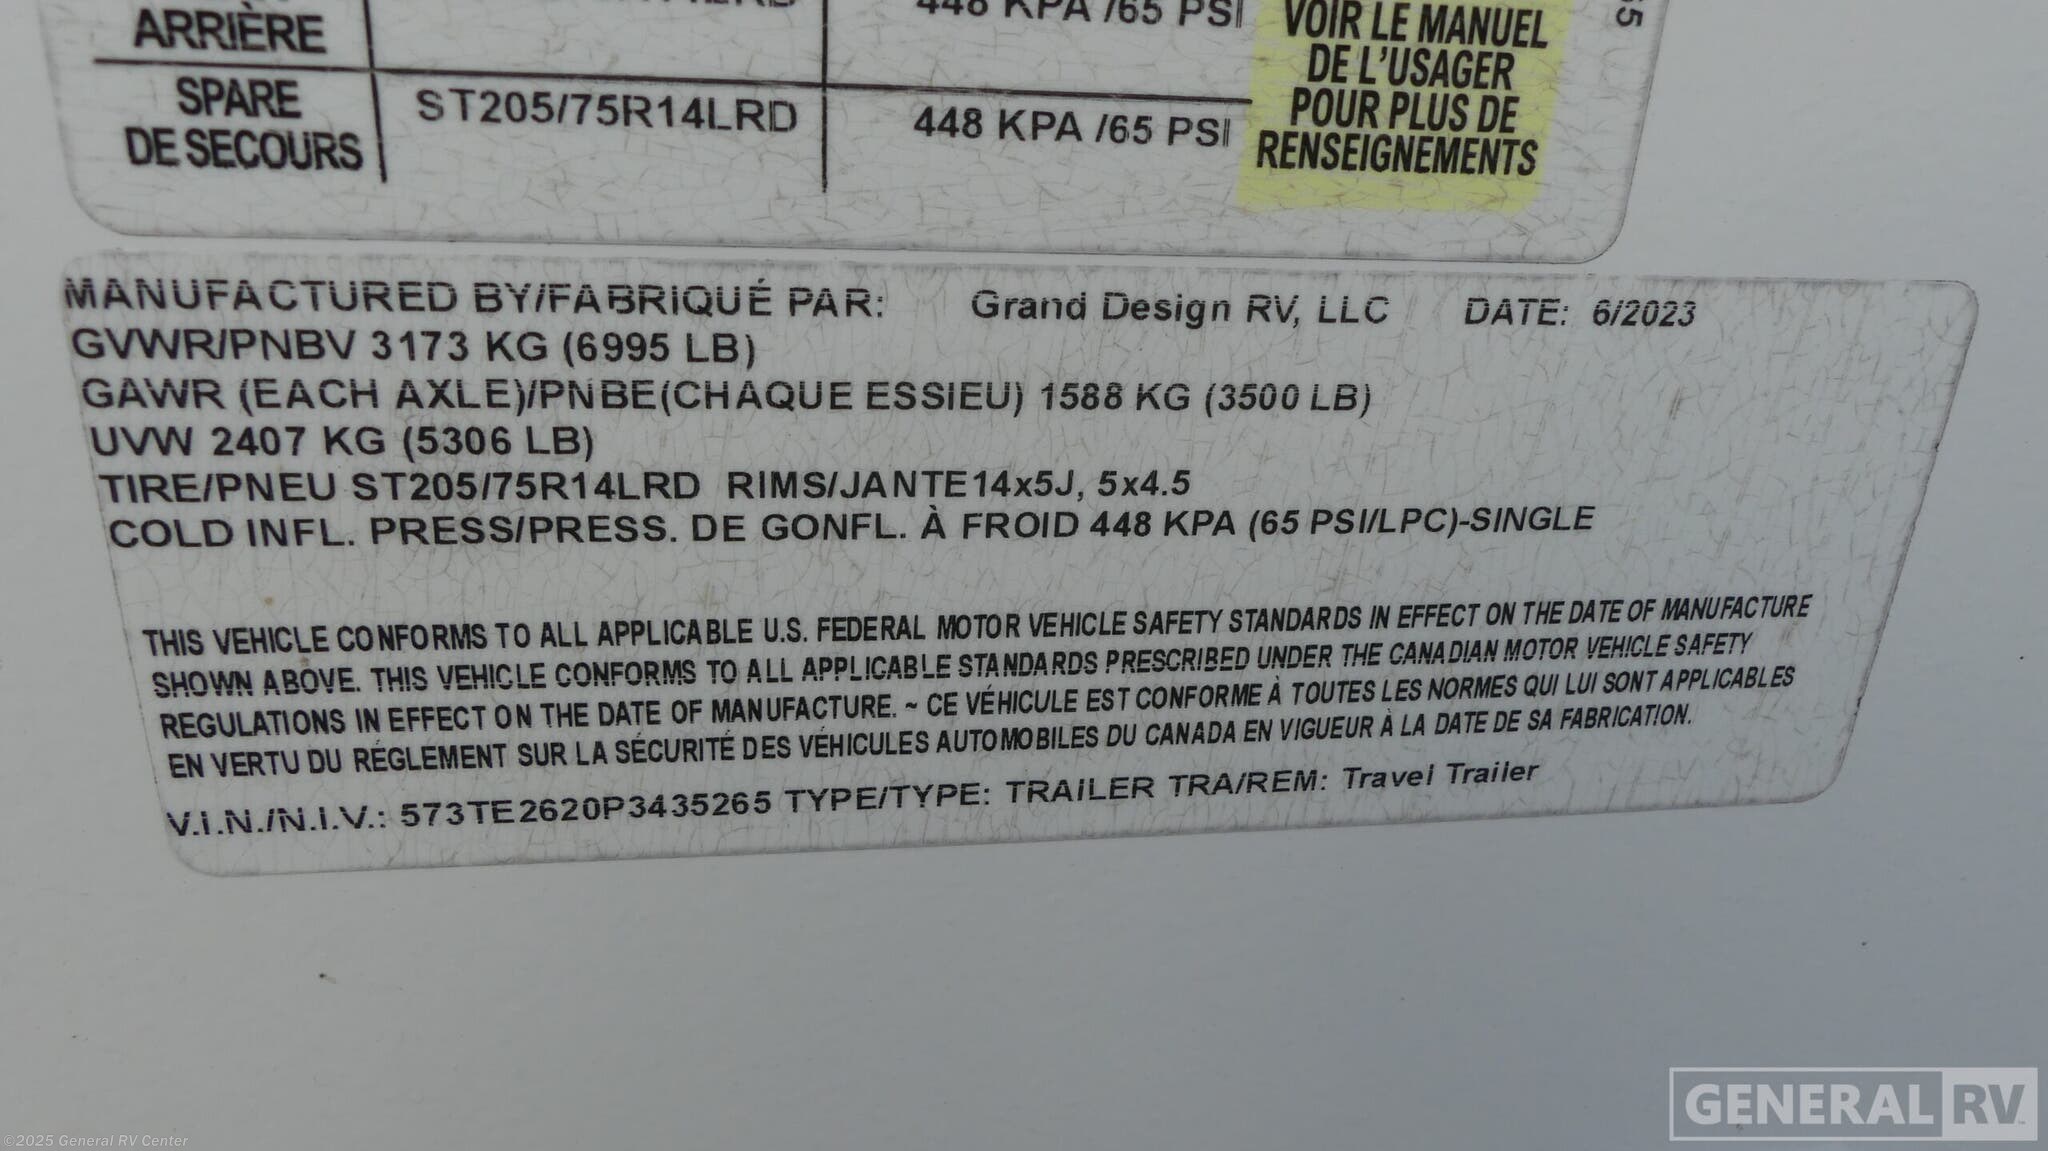 ARRIÈRE
448 KPA /65 PSI
VOIR LE MANUEL
DE L'USAGER
POUR PLUS DE
RENSEIGNEMENTS
SPARE
DE SECOURS
ST205/75R14LRD
448 KPA /65 PSI
MANUFACTURED BY/FABRIQUÉ PAR: Grand Design RV, LLC DATE: 6/2023
GVWR/PNBV 3173 KG (6995 LB)
GAWR (EACH AXLE)/PNBE(CHAQUE ESSIEU) 1588 KG (3500 LB)
UVW 2407 KG (5306 LB)
TIRE/PNEU ST205/75R14LRD RIMS/JANTE14x5J, 5x4.5
COLD INFL. PRESS/PRESS. DE GONFL. À FROID 448 KPA (65 PSI/LPC)-SINGLE
THIS VEHICLE CONFORMS TO ALL APPLICABLE U.S. FEDERAL MOTOR VEHICLE SAFETY STANDARDS IN EFFECT ON THE DATE OF MANUFACTURE
SHOWN ABOVE. THIS VEHICLE CONFORMS TO ALL APPLICABLE STANDARDS PRESCRIBED UNDER THE CANADIAN MOTOR VEHICLE SAFETY
REGULATIONS IN EFFECT ON THE DATE OF MANUFACTURE. ~ CE VÉHICULE EST CONFORME À TOUTES LES NORMES QUI LUI SONT APPLICABLES
EN VERTU DU RÉGLEMENT SUR LA SÉCURITÉ DES VÉHICULES AUTOMOBILES DU CANADA EN VIGUEUR À LA DATE DE SA FABRICATION.
V.I.N./N.I.V.: 573TE2620P3435265 TYPE/TYPE: TRAILER TRA/REM: Travel Trailer
GENERAL RV
©2025 General RV Center